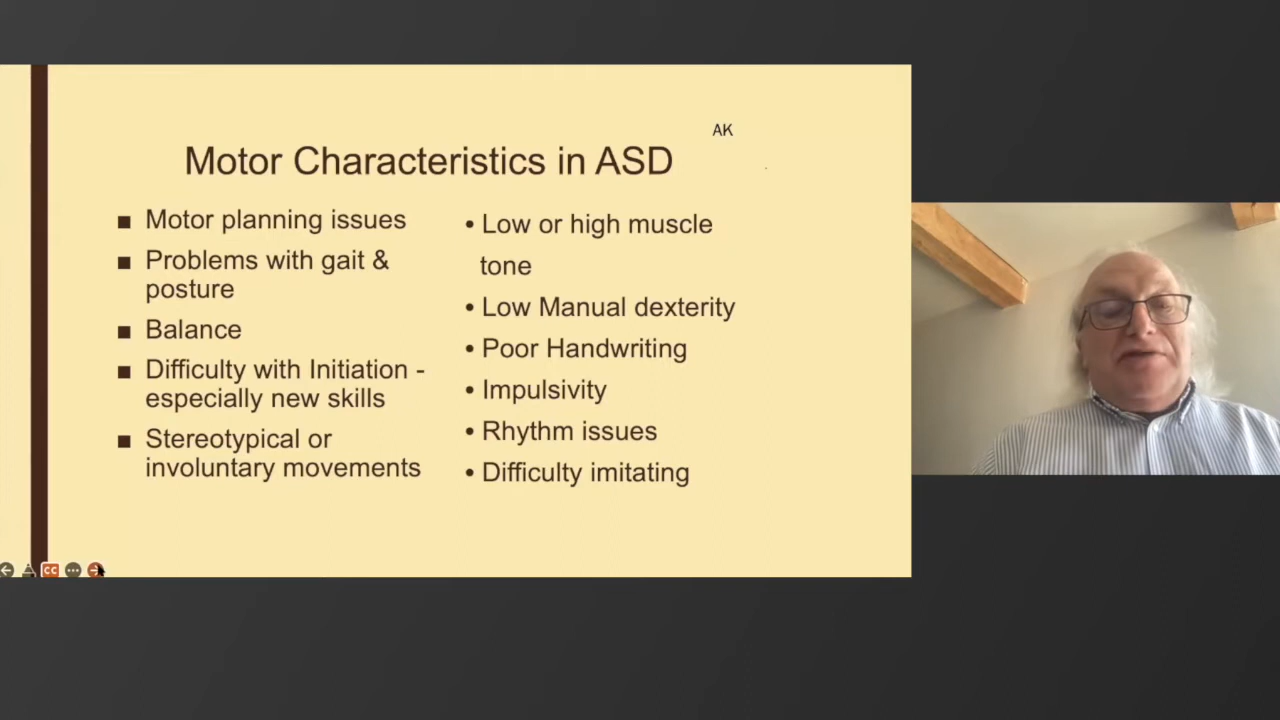 AK
Motor Characteristics in ASD
■ Motor planning issues
■ Problems with gait &
posture
■ Balance
■ Difficulty with Initiation -
especially new skills
■ Stereotypical or
involuntary movements
• Low or high muscle
tone
• Low Manual dexterity
• Poor Handwriting
• Impulsivity
• Rhythm issues
• Difficulty imitating
CC